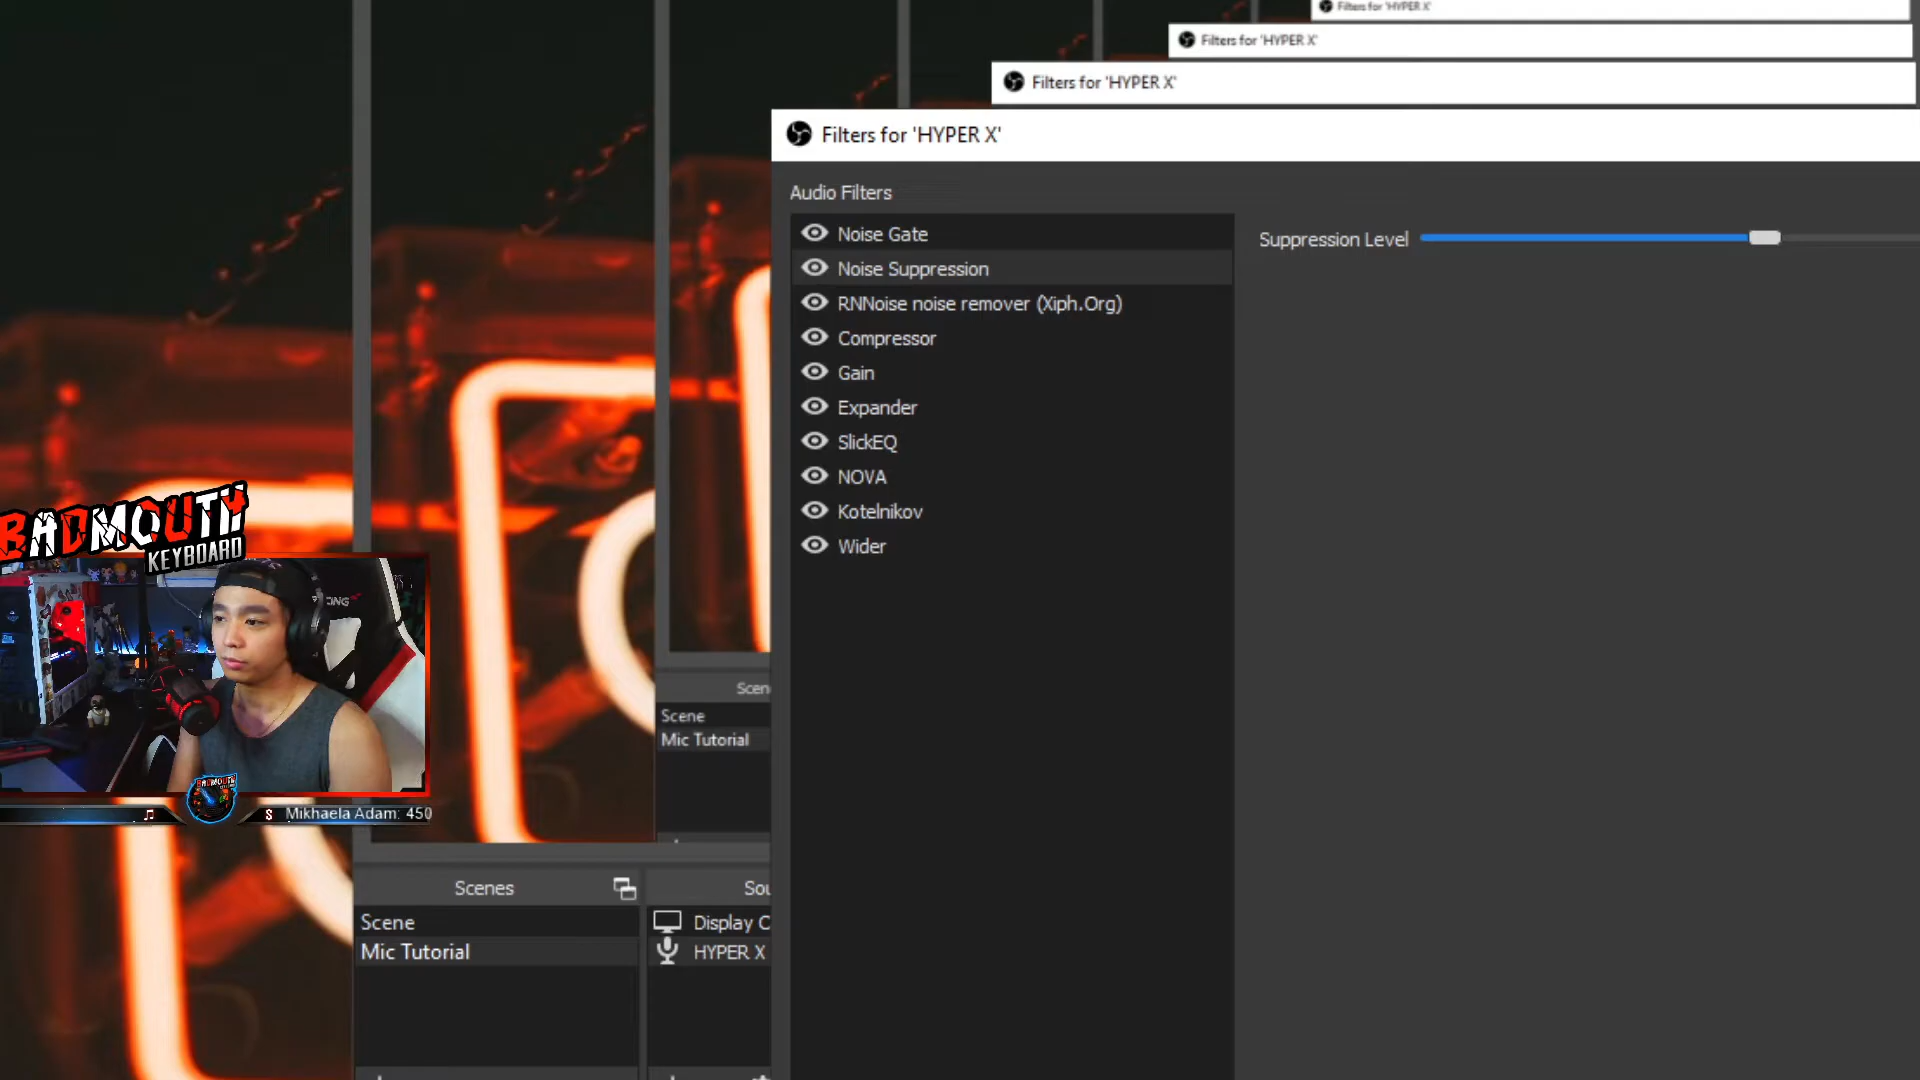 Filters for 'HYPER X'
Filters for 'HYPER X'
Filters for 'HYPER X'
Filters for 'HYPER X'
Audio Filters
Noise Gate
Noise Suppression
RNNoise noise remover (Xiph.Org)
Compressor
Gain
Expander
SlickEQ
NOVA
Kotelnikov
Wider
Suppression Level
BADMOUTH
KEYBOARD
Mikhaela Adam: 450
Scen
Scene
Mic Tutorial
Scenes
Scene
Mic Tutorial
Sou
Display C
HYPER X